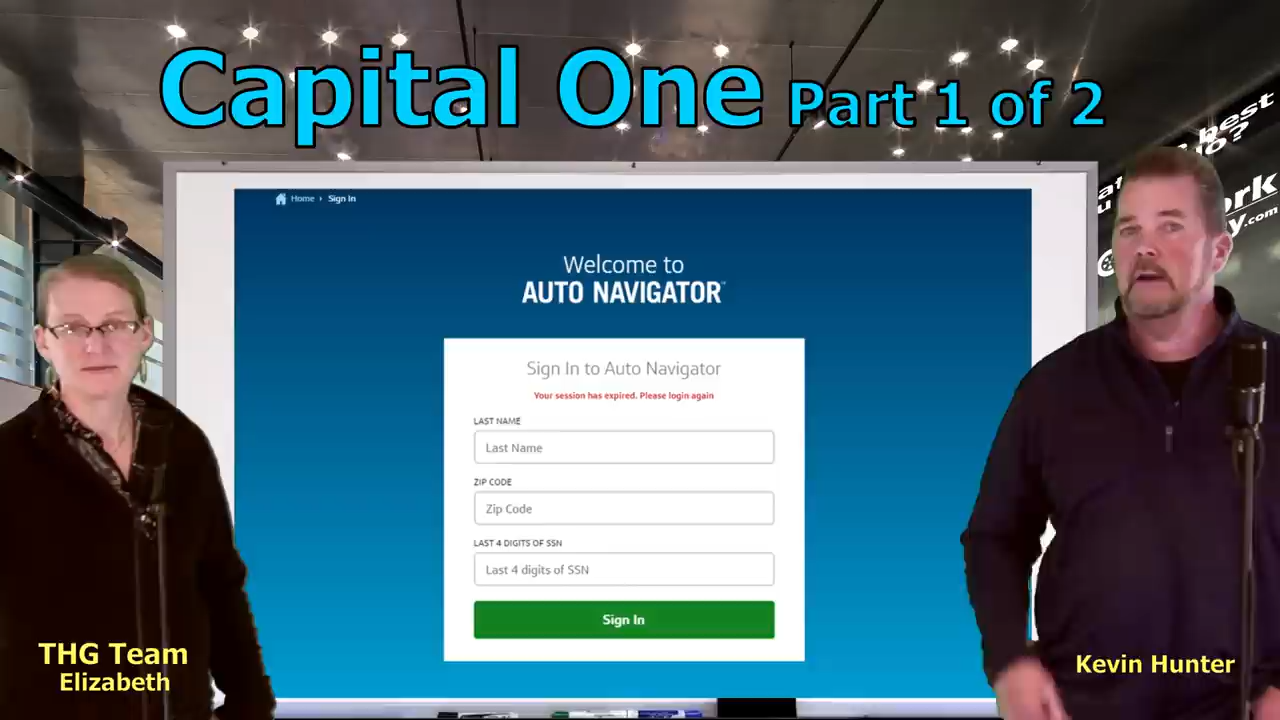 Capital One Part 1 of 2
best
Home › Sign In
Welcome to
AUTO NAVIGATOR™
Sign In to Auto Navigator
Your session has expired. Please login again
LAST NAME
Last Name
ZIP CODE
Zip Code
LAST 4 DIGITS OF SSN
Last 4 digits of SSN
Sign In
THG Team
Elizabeth
Kevin Hunter